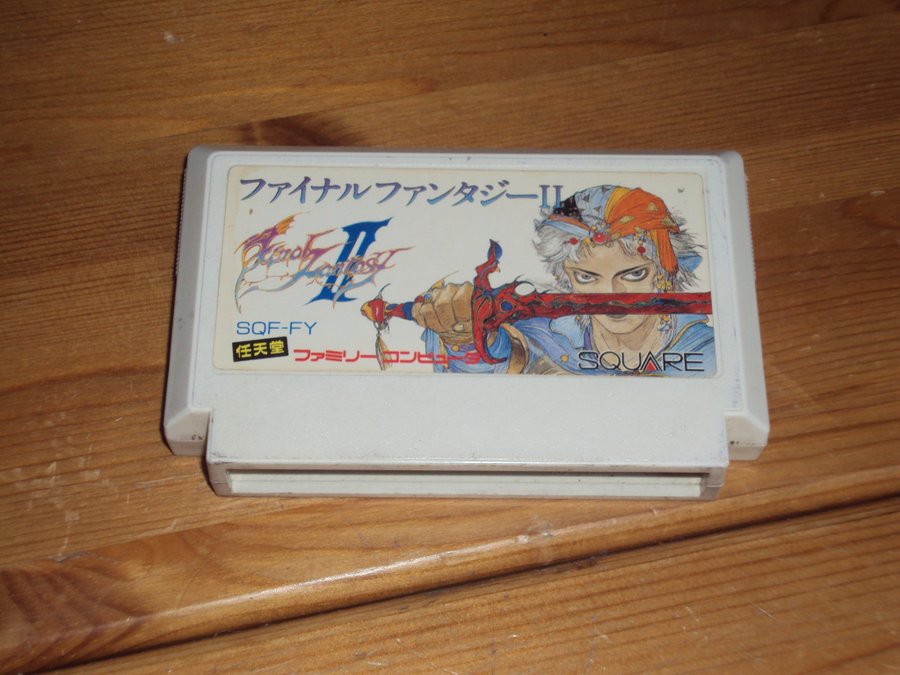 ファイナルファンタジーII
Final Fantasy II
SQF-FY
任天堂
ファミリーコンピュータ
SQUARE